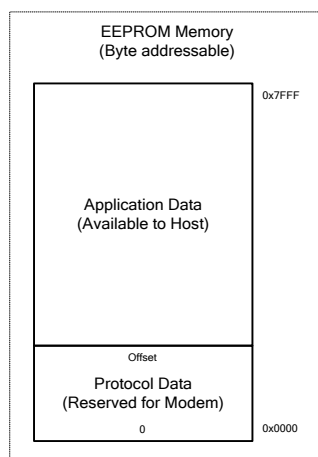 EEPROM Memory
(Byte addressable)
0x7FFF
Application Data
(Available to Host)
Offset
Protocol Data
(Reserved for Modem)
0
0x0000